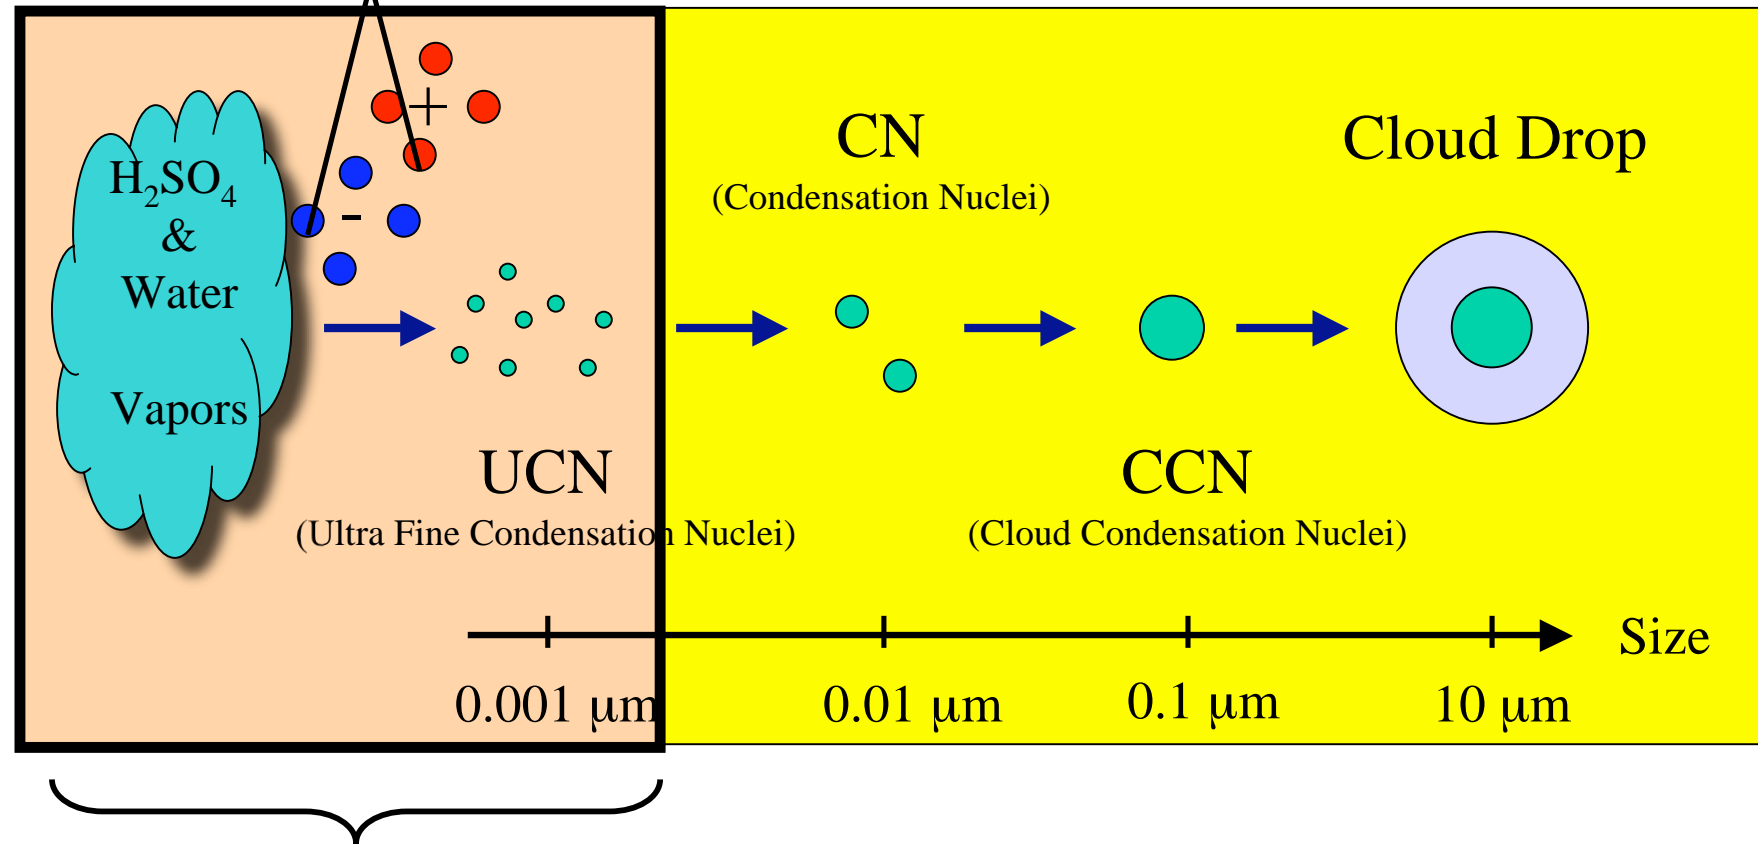 H₂SO₄
&
Water
Vapors
+
-
UCN
(Ultra Fine Condensation Nuclei)
CN
(Condensation Nuclei)
CCN
(Cloud Condensation Nuclei)
Cloud Drop
Size
0.001 μm
0.01 μm
0.1 μm
10 μm